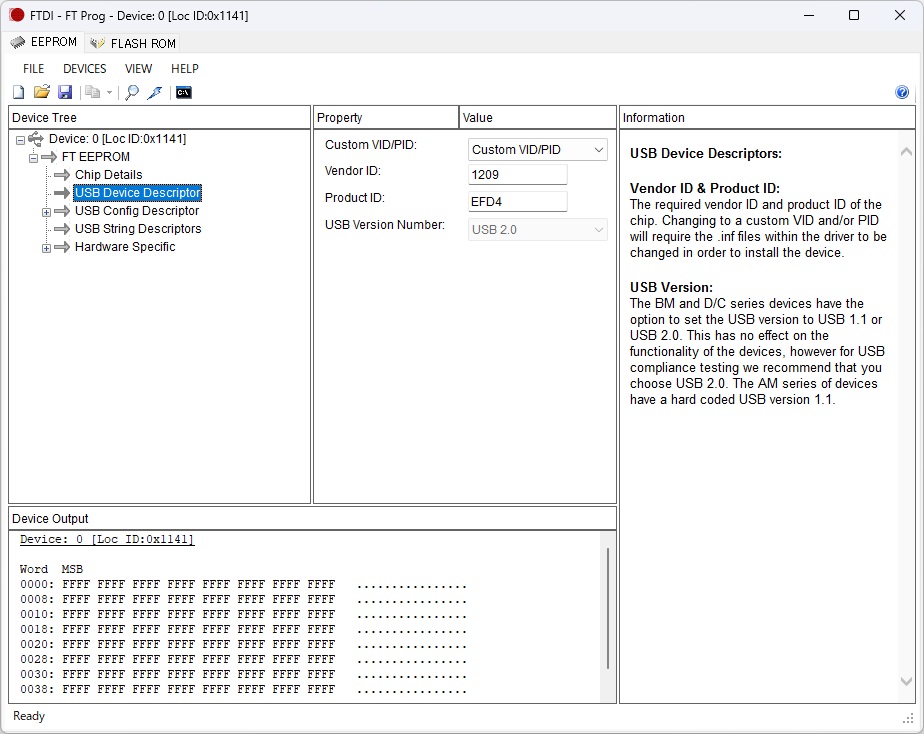 FTDI - FT Prog - Device: 0 [Loc ID:0x1141]
EEPROM FLASH ROM
FILE DEVICES VIEW HELP
C:\
Device Tree
Device: 0 [Loc ID:0x1141]
FT EEPROM
Chip Details
USB Device Descriptor
USB Config Descriptor
USB String Descriptors
Hardware Specific
Property Value
Custom VID/PID: Custom VID/PID
Vendor ID: 1209
Product ID: EFD4
USB Version Number: USB 2.0
Information
USB Device Descriptors:
Vendor ID & Product ID:
The required vendor ID and product ID of the
chip. Changing to a custom VID and/or PID
will require the .inf files within the driver to be
changed in order to install the device.
USB Version:
The BM and D/C series devices have the
option to set the USB version to USB 1.1 or
USB 2.0. This has no effect on the
functionality of the devices, however for USB
compliance testing we recommend that you
choose USB 2.0. The AM series of devices
have a hard coded USB version 1.1.
Device Output
Device: 0 [Loc ID:0x1141]
Word MSB
0000: FFFF FFFF FFFF FFFF FFFF FFFF FFFF FFFF ................
0008: FFFF FFFF FFFF FFFF FFFF FFFF FFFF FFFF ................
0010: FFFF FFFF FFFF FFFF FFFF FFFF FFFF FFFF ................
0018: FFFF FFFF FFFF FFFF FFFF FFFF FFFF FFFF ................
0020: FFFF FFFF FFFF FFFF FFFF FFFF FFFF FFFF ................
0028: FFFF FFFF FFFF FFFF FFFF FFFF FFFF FFFF ................
0030: FFFF FFFF FFFF FFFF FFFF FFFF FFFF FFFF ................
0038: FFFF FFFF FFFF FFFF FFFF FFFF FFFF FFFF ................
Ready